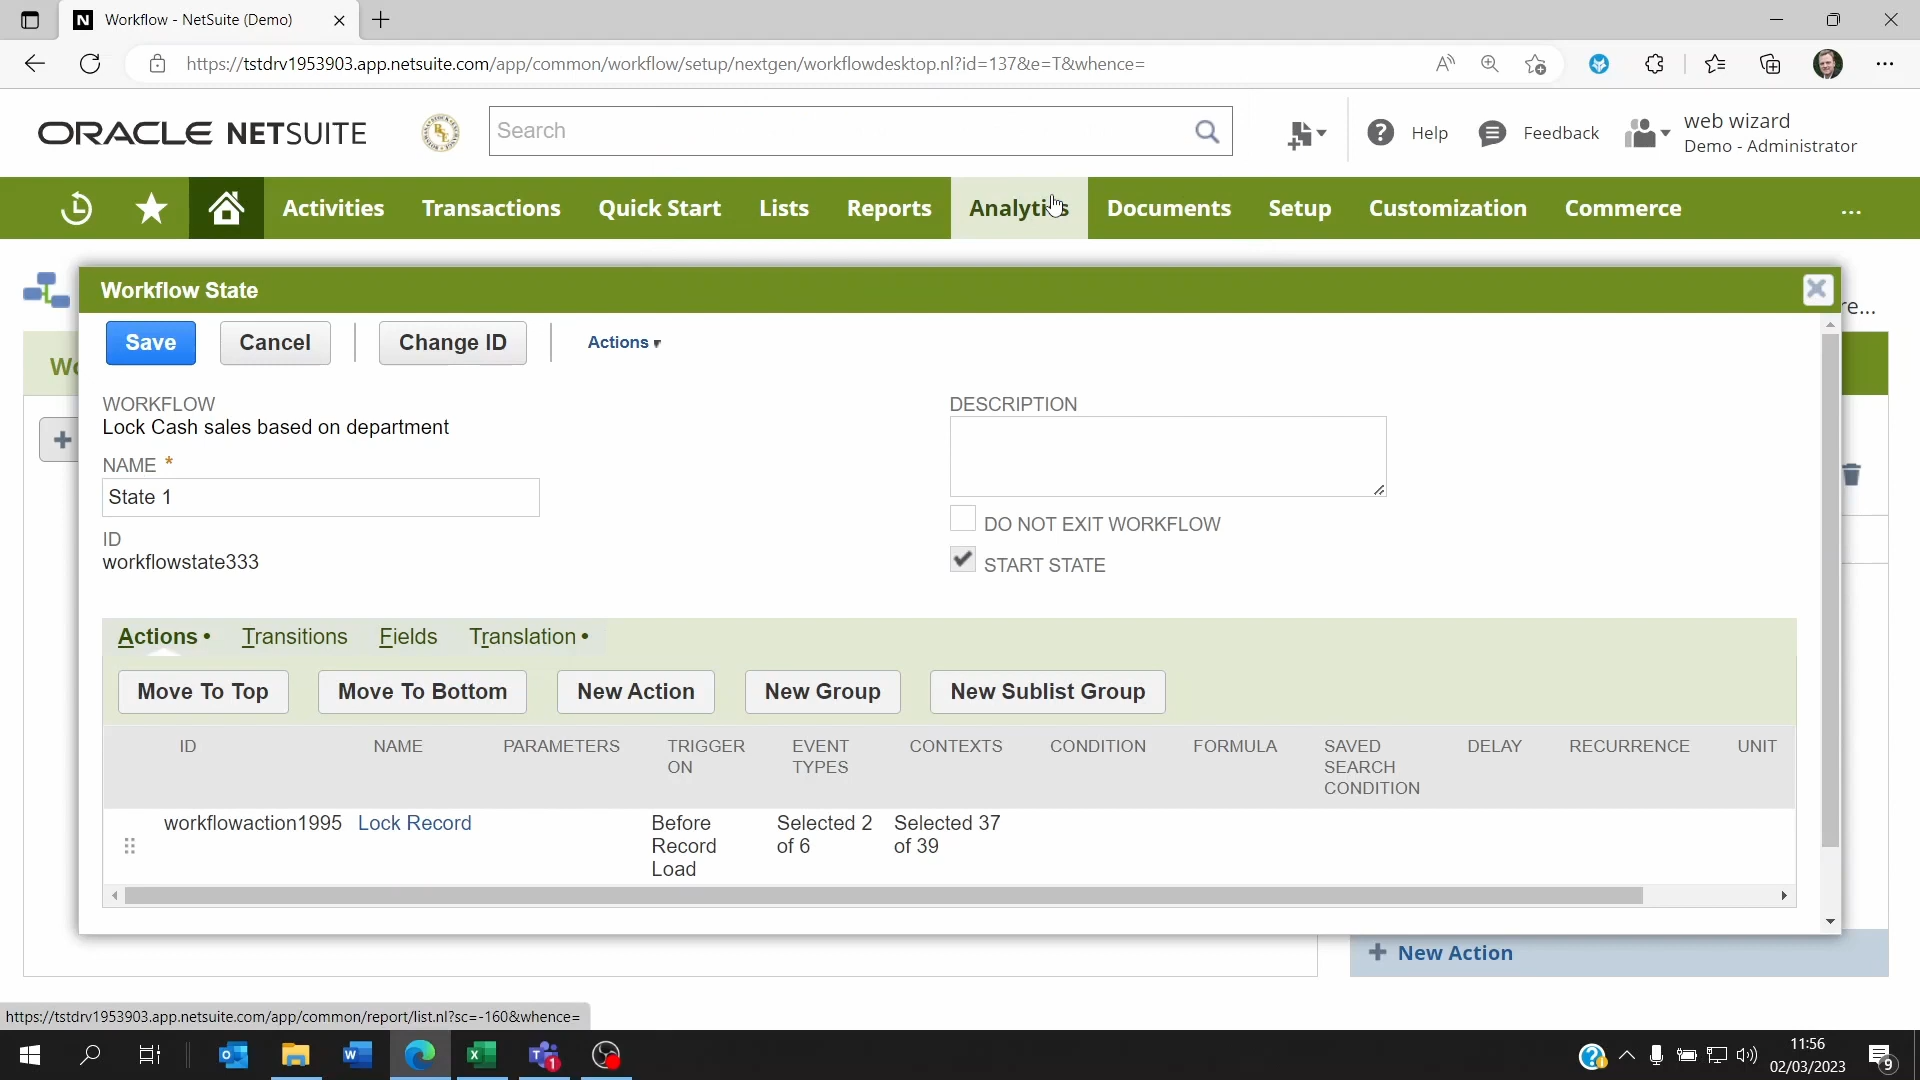 Workflow - NetSuite (Demo)
https://tstdrv1953903.app.netsuite.com/app/common/workflow/setup/nextgen/workflowdesktop.nl?id=137&e=T&whence=
ORACLE NETSUITE
Search
Help
Feedback
web wizard
Demo - Administrator
Activities
Transactions
Quick Start
Lists
Reports
Analytics
Documents
Setup
Customization
Commerce
...
Workflow State
re...
Save
Cancel
Change ID
Actions
Wo
WORKFLOW
Lock Cash sales based on department
NAME *
State 1
ID
workflowstate333
DESCRIPTION
DO NOT EXIT WORKFLOW
START STATE
Actions •
Transitions
Fields
Translation •
Move To Top
Move To Bottom
New Action
New Group
New Sublist Group
ID
NAME
PARAMETERS
TRIGGER
ON
EVENT
TYPES
CONTEXTS
CONDITION
FORMULA
SAVED
SEARCH
CONDITION
DELAY
RECURRENCE
UNIT
workflowaction1995
Lock Record
Before
Record
Load
Selected 2
of 6
Selected 37
of 39
New Action
https://tstdrv1953903.app.netsuite.com/app/common/report/list.nl?sc=-160&whence=
1
11:56
02/03/2023
9